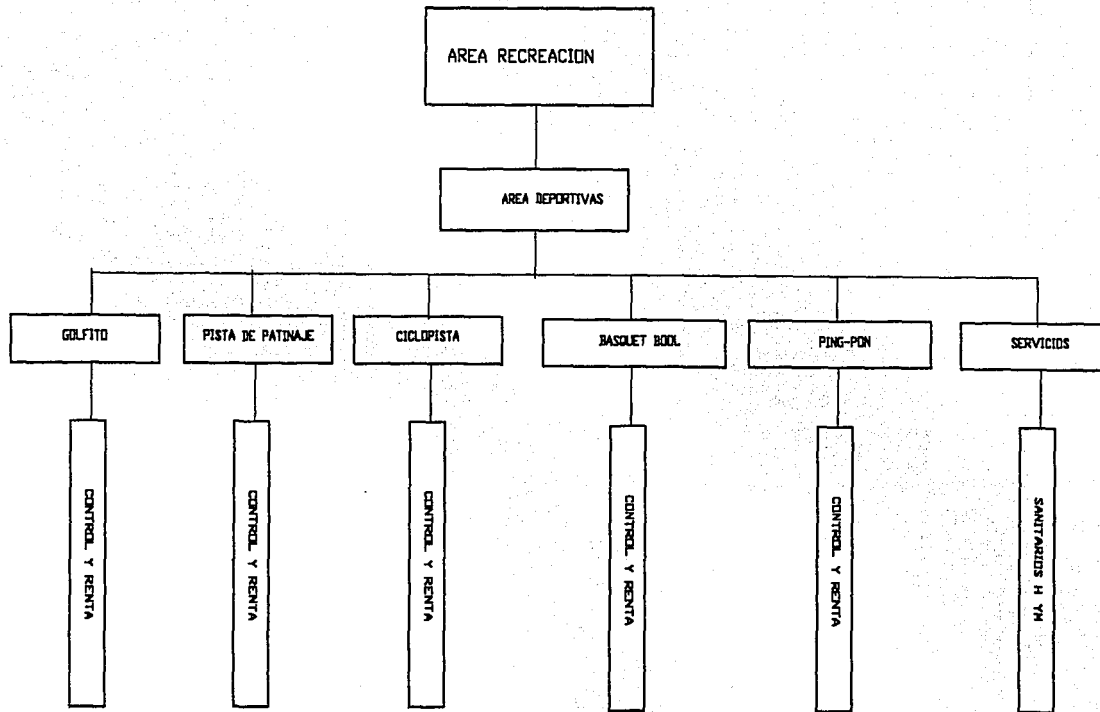 AREA RECREACION
AREA DEPORTIVAS
GOLFITO
PISTA DE PATINAJE
CICLOPISTA
BASQUET BOOL
PING-PON
SERVICIOS
CONTROL Y RENTA
CONTROL Y RENTA
CONTROL Y RENTA
CONTROL Y RENTA
CONTROL Y RENTA
SANITARIOS H YM